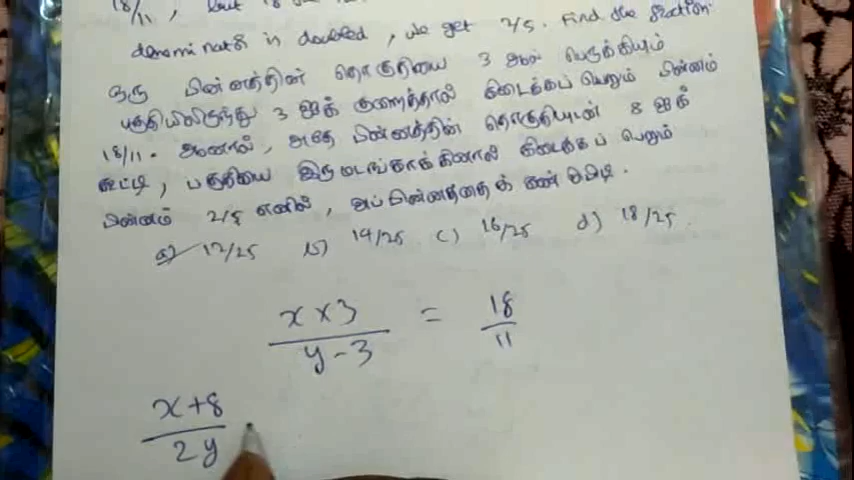 18/11, but
denominator is doubled, we get 2/5. Find the fraction.
ஒரு பின்னத்தின் தொகுதியை 3 ஆல் பெருக்கியும்
பகுதியிலிருந்து 3 ஐக் குறைத்தால் கிடைக்கப் பெறும் பின்னம்
18/11. ஆனால், அதே பின்னத்தின் தொகுதியுடன் 8 ஐக்
கூட்டி, பகுதியை இருமடங்காக்கினால் கிடைக்கப் பெறும்
பின்னம் 2/5 எனில், அப்பின்னத்தைக் கண்டுபிடி.
a) 12/25 b) 14/25 c) 16/25 d) 18/25
x × 3 / y - 3 = 18 / 11
x + 8 / 2y